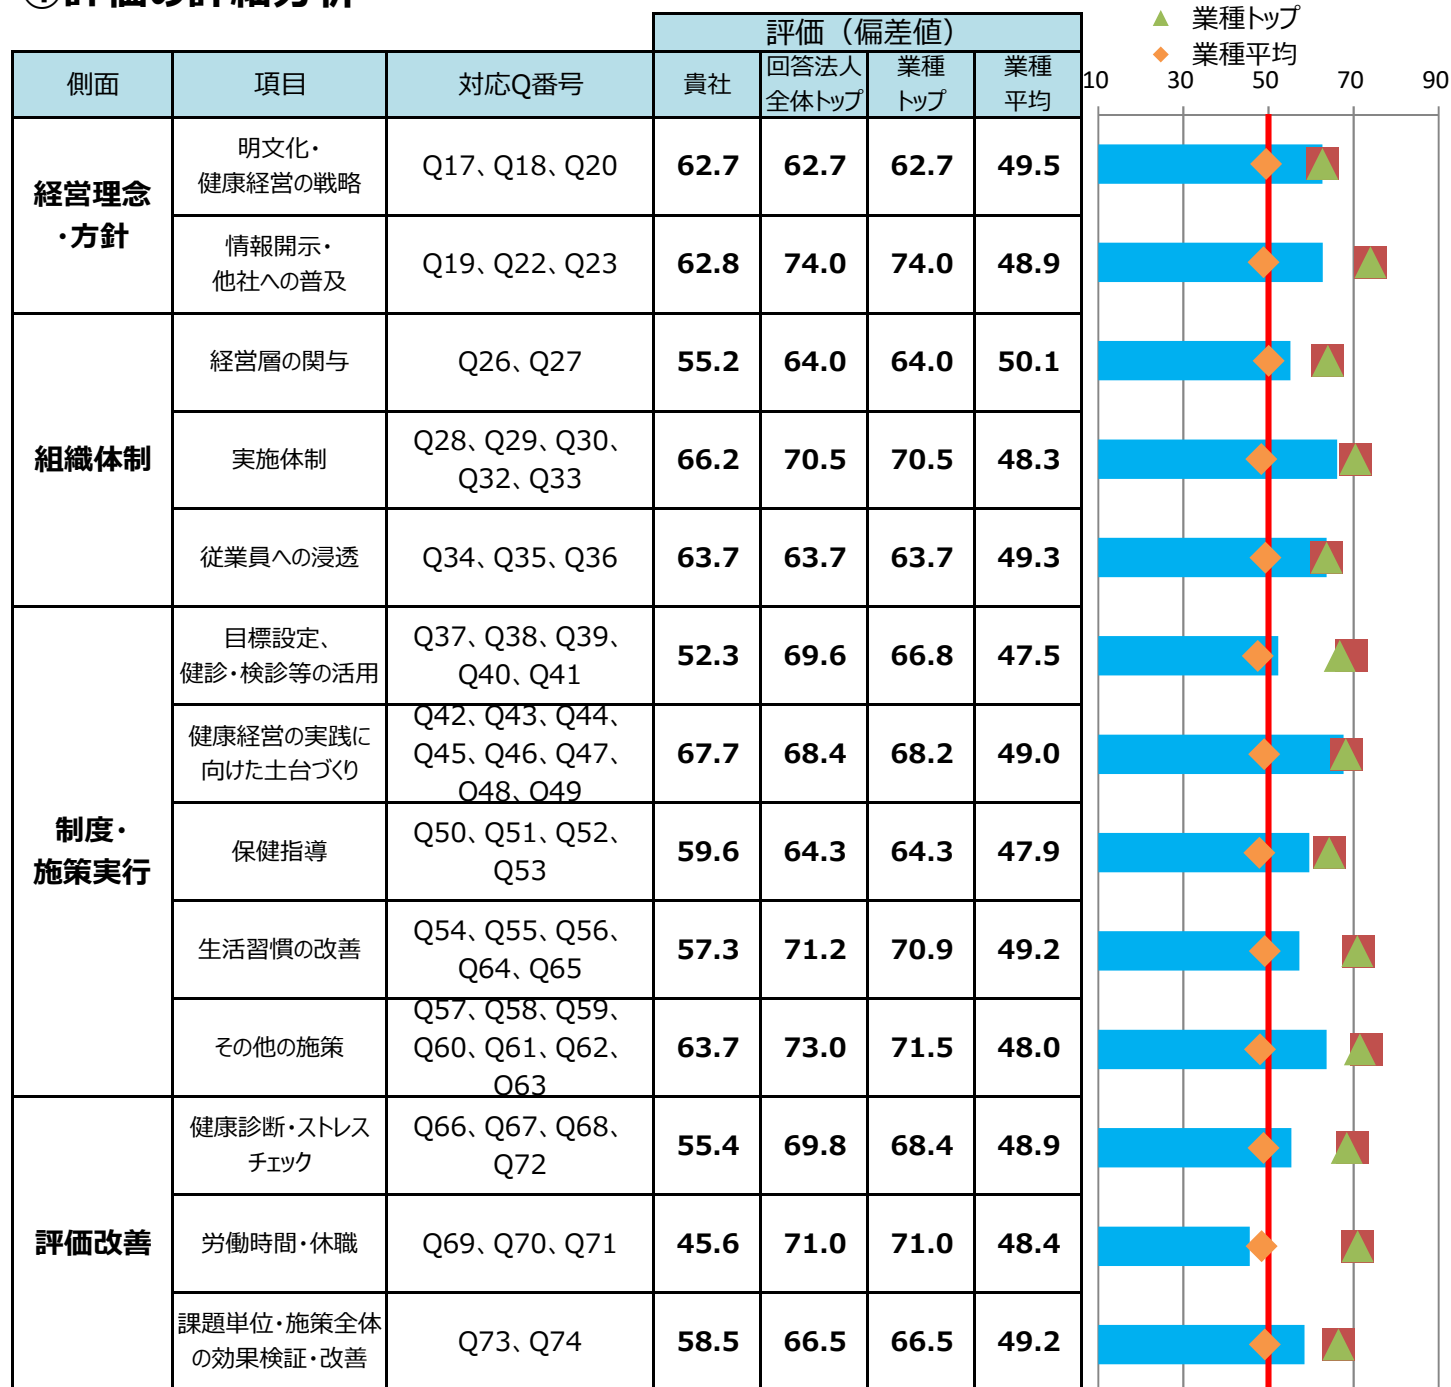 ①評価の詳細分析
▲ 業種トップ
◆ 業種平均
評価（偏差値）
側面 項目 対応Q番号 貴社 回答法人 業種 業種
全体トップ トップ 平均
10 30 50 70 90
経営理念
・方針
明文化・
健康経営の戦略
Q17、Q18、Q20 62.7 62.7 62.7 49.5
情報開示・
他社への普及
Q19、Q22、Q23 62.8 74.0 74.0 48.9
組織体制
経営層の関与 Q26、Q27 55.2 64.0 64.0 50.1
実施体制
Q28、Q29、Q30、
Q32、Q33
66.2 70.5 70.5 48.3
従業員への浸透 Q34、Q35、Q36 63.7 63.7 63.7 49.3
制度・
施策実行
目標設定、
健診・検診等の活用
Q37、Q38、Q39、
Q40、Q41
52.3 69.6 66.8 47.5
健康経営の実践に
向けた土台づくり
Q42、Q43、Q44、
Q45、Q46、Q47、
Q48、Q49
67.7 68.4 68.2 49.0
保健指導
Q50、Q51、Q52、
Q53
59.6 64.3 64.3 47.9
生活習慣の改善
Q54、Q55、Q56、
Q64、Q65
57.3 71.2 70.9 49.2
その他の施策
Q57、Q58、Q59、
Q60、Q61、Q62、
Q63
63.7 73.0 71.5 48.0
評価改善
健康診断・ストレス
チェック
Q66、Q67、Q68、
Q72
55.4 69.8 68.4 48.9
労働時間・休職 Q69、Q70、Q71 45.6 71.0 71.0 48.4
課題単位・施策全体
の効果検証・改善
Q73、Q74 58.5 66.5 66.5 49.2